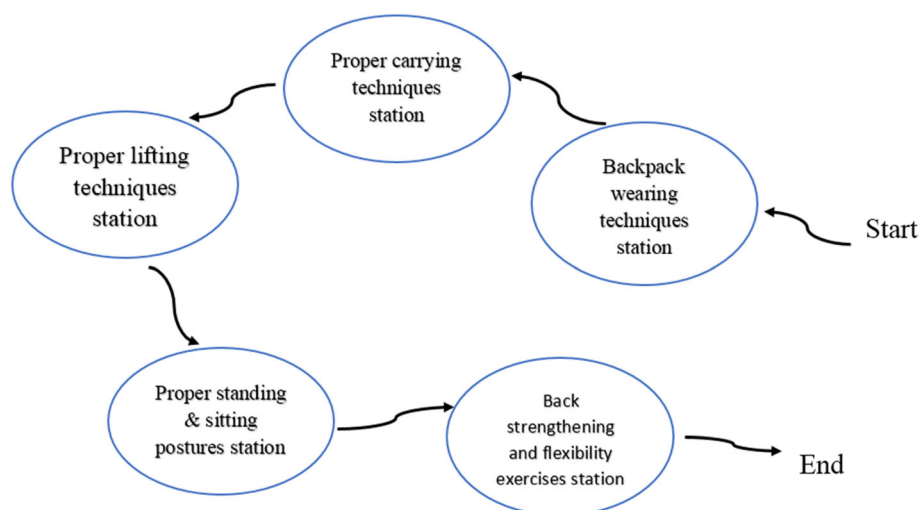 Start
Backpack
wearing
techniques
station
Proper carrying
techniques
station
Proper lifting
techniques
station
Proper standing
& sitting
postures station
Back
strengthening
and flexibility
exercises station
End